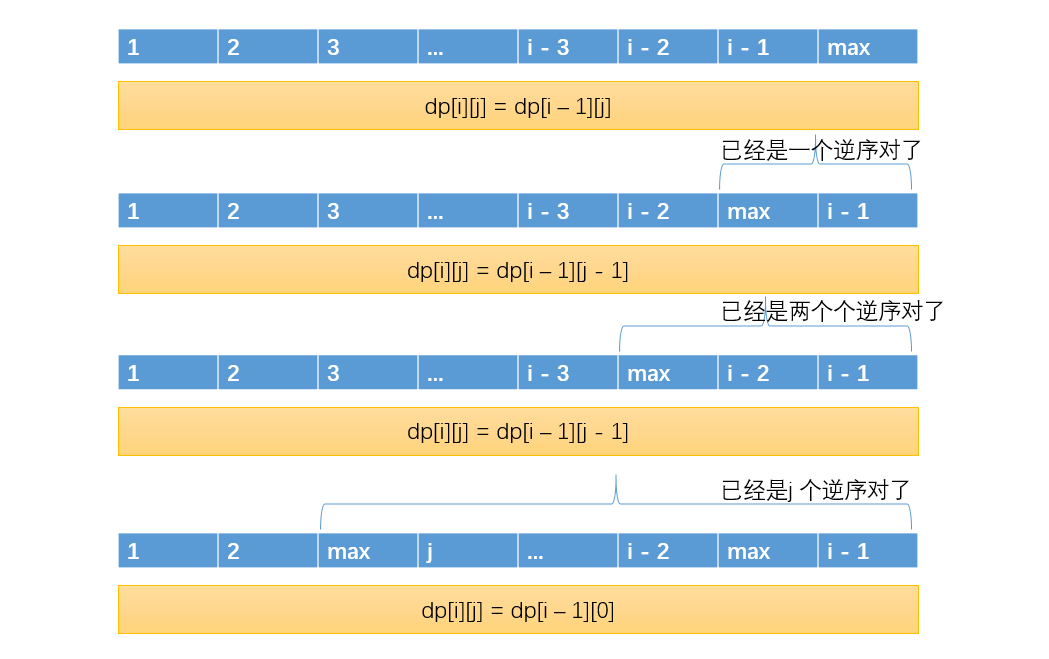 1 2 3 ... i - 3 i - 2 i - 1 max
dp[i][j] = dp[i – 1][j]
已经是一个逆序对了
1 2 3 ... i - 3 i - 2 max i - 1
dp[i][j] = dp[i – 1][j - 1]
已经是两个个逆序对了
1 2 3 ... i - 3 max i - 2 i - 1
dp[i][j] = dp[i – 1][j - 1]
已经是j 个逆序对了
1 2 max j ... i - 2 max i - 1
dp[i][j] = dp[i – 1][0]